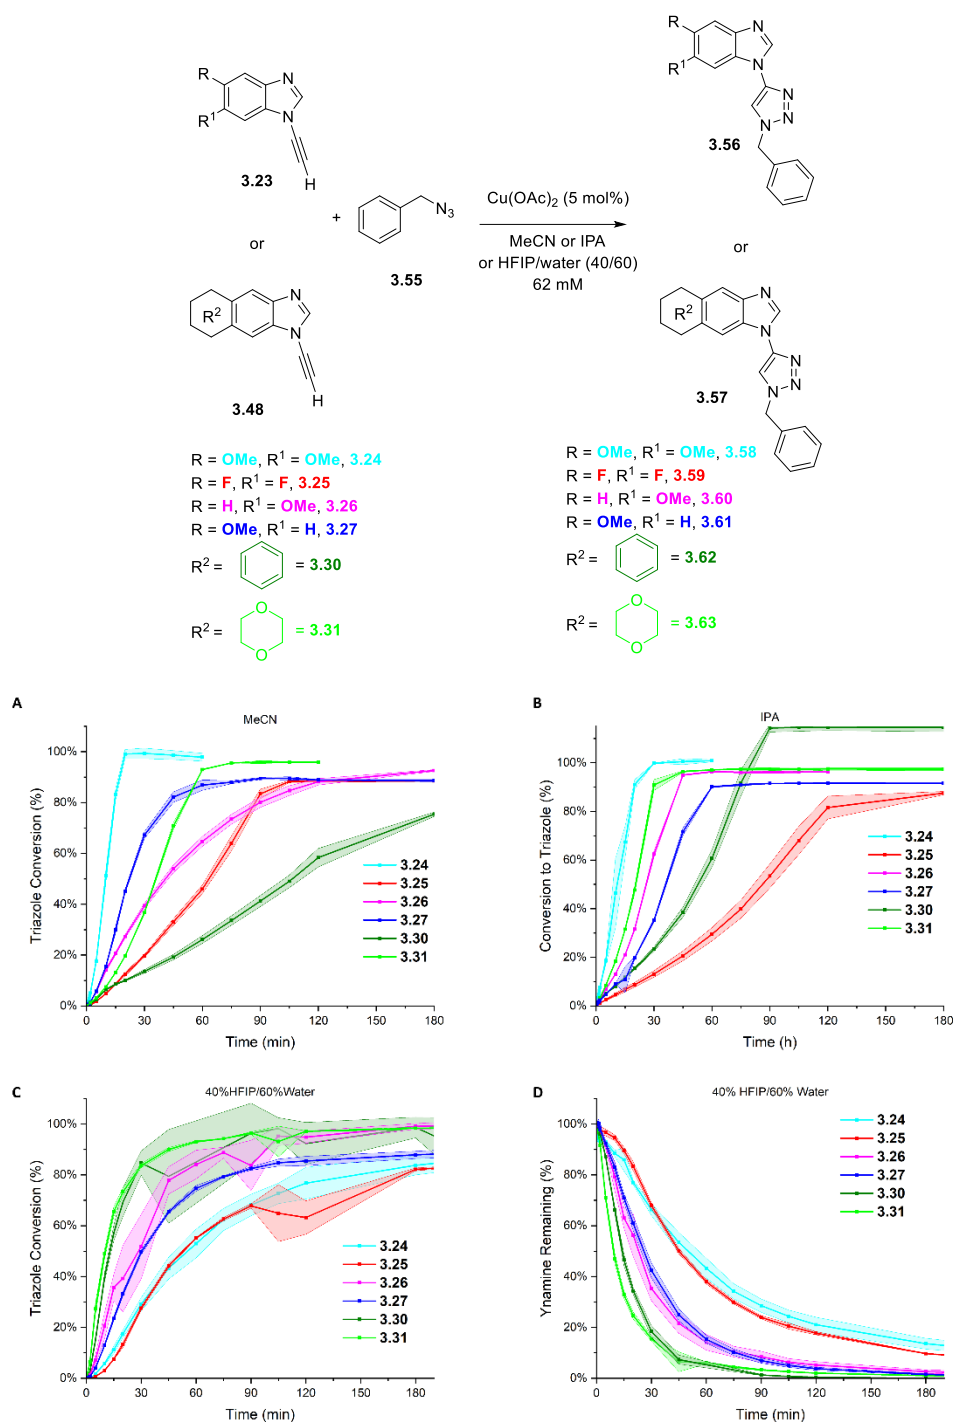 R
N
R¹
N
H
3.23
+
N₃
3.55
or
Cu(OAc)₂ (5 mol%)
MeCN or IPA
or HFIP/water (40/60)
62 mM
R
N
R¹
N
N
N
N
3.56
or
R²
N
N
H
3.48
R²
N
N
N
N
N
3.57
R = OMe, R¹ = OMe, 3.24
R = F, R¹ = F, 3.25
R = H, R¹ = OMe, 3.26
R = OMe, R¹ = H, 3.27
R² = = 3.30
O
R² = = 3.31
O
R = OMe, R¹ = OMe, 3.58
R = F, R¹ = F, 3.59
R = H, R¹ = OMe, 3.60
R = OMe, R¹ = H, 3.61
R² = = 3.62
O
R² = = 3.63
O
A
MeCN
Triazole Conversion (%)
100%
80%
60%
40%
20%
0%
0 30 60 90 120 150 180
Time (min)
3.24
3.25
3.26
3.27
3.30
3.31
B
IPA
Conversion to Triazole (%)
100%
80%
60%
40%
20%
0%
0 30 60 90 120 150 180
Time (h)
3.24
3.25
3.26
3.27
3.30
3.31
C
40%HFIP/60%Water
Triazole Conversion (%)
100%
80%
60%
40%
20%
0%
0 30 60 90 120 150 180
Time (min)
3.24
3.25
3.26
3.27
3.30
3.31
D
40% HFIP/60% Water
Ynamine Remaining (%)
100%
80%
60%
40%
20%
0%
0 30 60 90 120 150 180
Time (min)
3.24
3.25
3.26
3.27
3.30
3.31